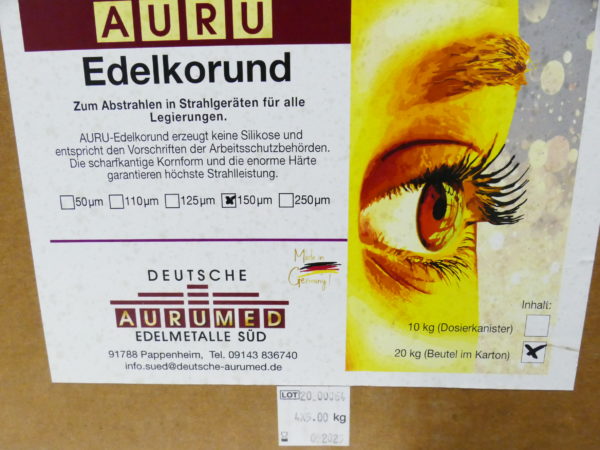 AURU
Edelkorund
Zum Abstrahlen in Strahlgeräten für alle
Legierungen.
AURU-Edelkorund erzeugt keine Silikose und
entspricht den Vorschriften der Arbeitsschutzbehörden.
Die scharfkantige Kornform und die enorme Härte
garantieren höchste Strahlleistung.
50µm 110µm 125µm 150µm 250µm
Made in
Germany!
DEUTSCHE
AURUMED
EDELMETALLE SÜD
91788 Pappenheim, Tel. 09143 836740
info.sued@deutsche-aurumed.de
Inhalt:
10 kg (Dosierkanister)
20 kg (Beutel im Karton)
LOT
4X5.00 kg